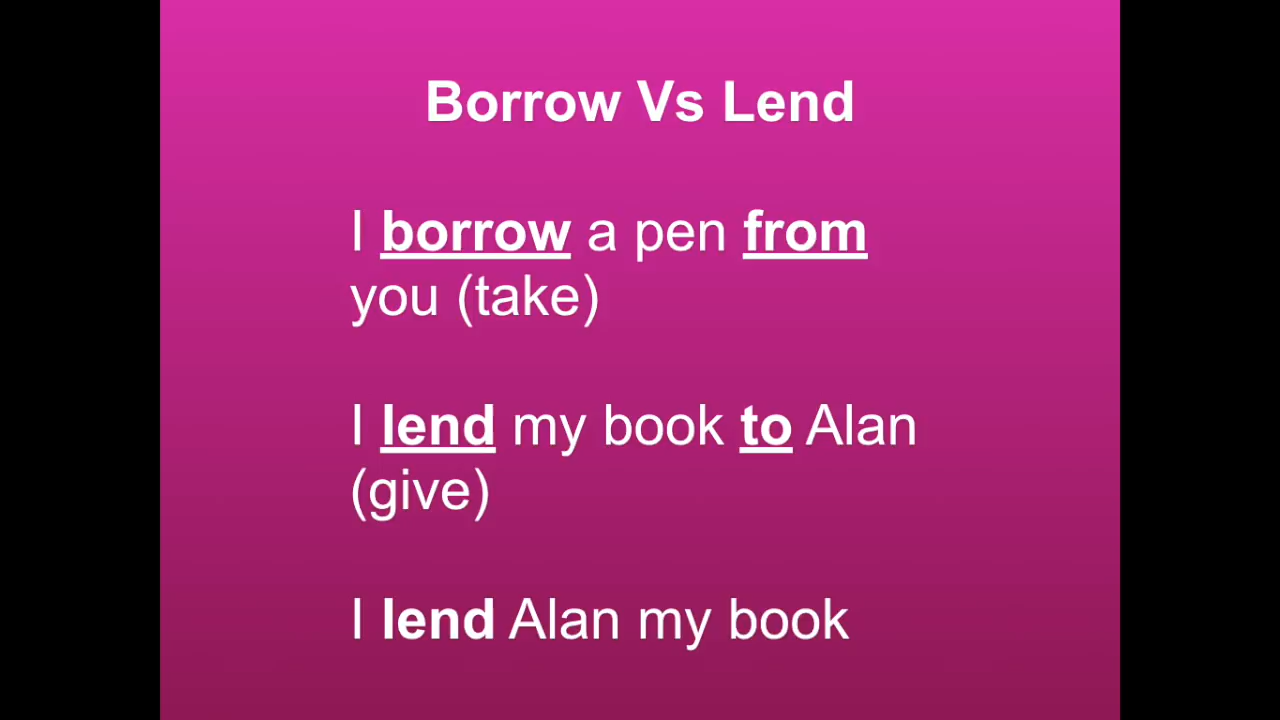 Borrow Vs Lend
I borrow a pen from
you (take)
I lend my book to Alan
(give)
I lend Alan my book